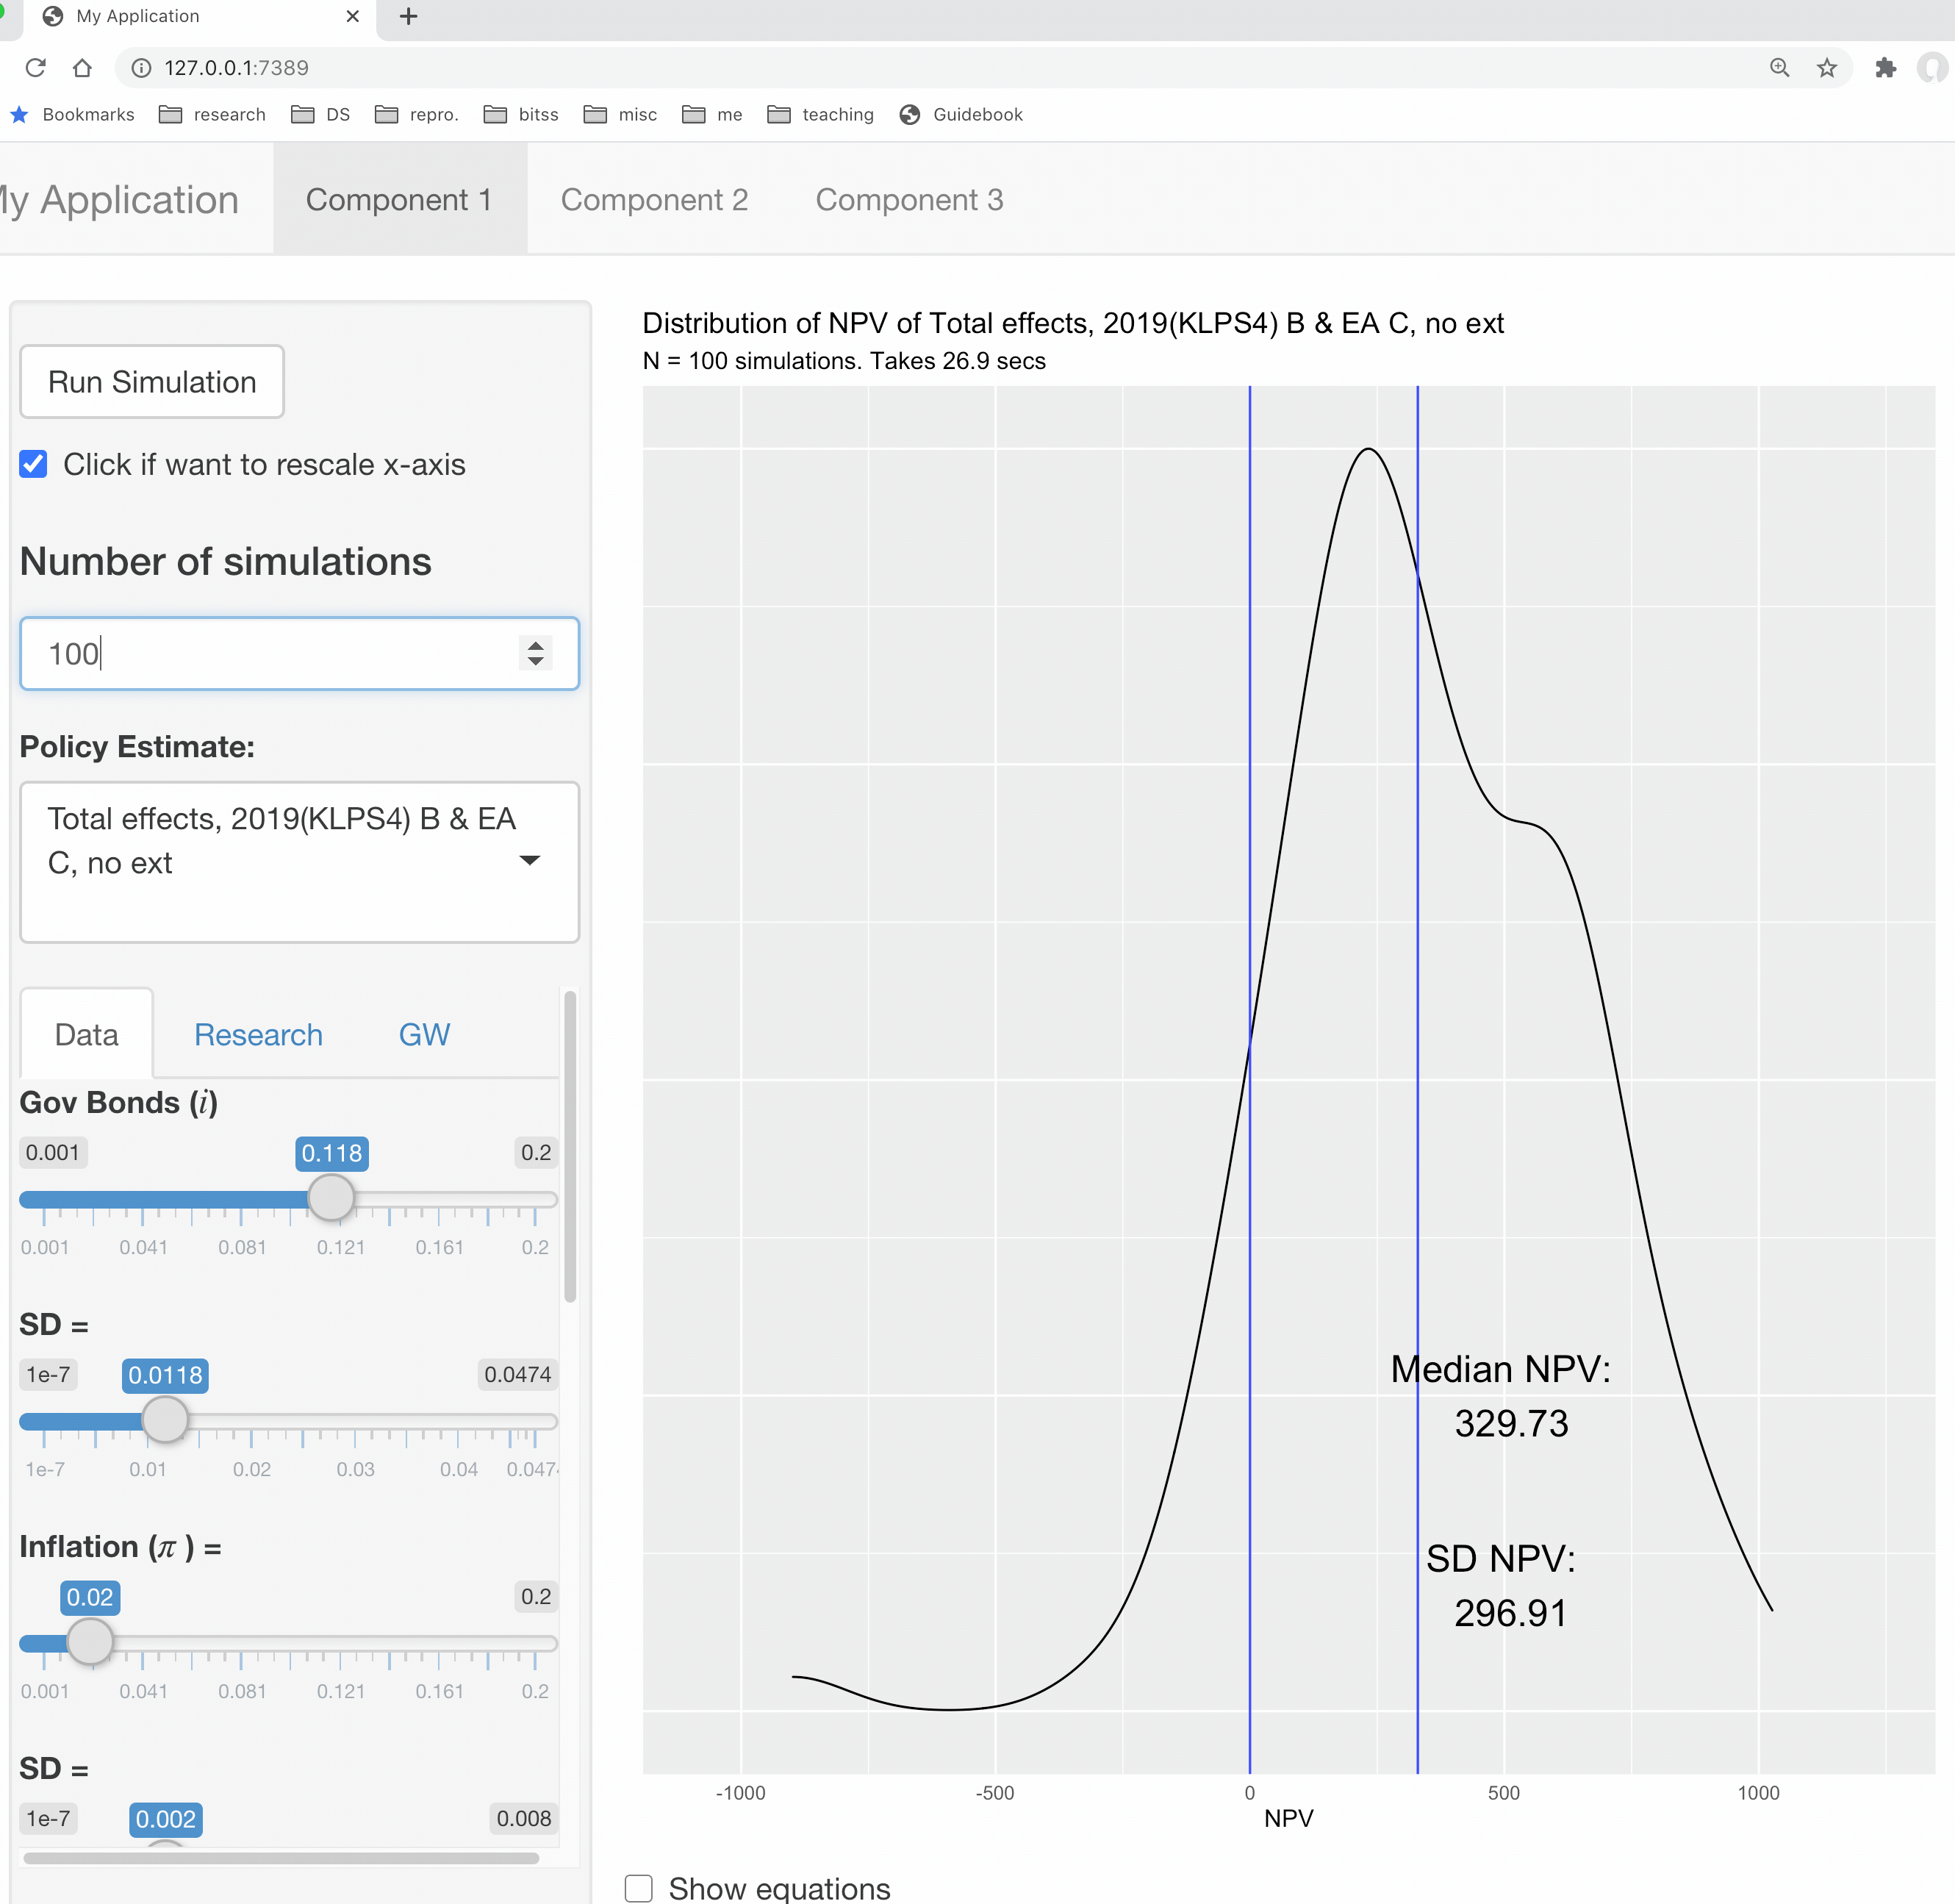 My Application
127.0.0.1:7389
Bookmarks research DS repro. bitss misc me teaching Guidebook
My Application Component 1 Component 2 Component 3
Run Simulation
Click if want to rescale x-axis
Number of simulations
100
Policy Estimate:
Total effects, 2019(KLPS4) B & EA
C, no ext
Data Research GW
Gov Bonds (i)
0.001 0.118 0.2
0.001 0.041 0.081 0.121 0.161 0.2
SD =
1e-7 0.0118 0.0474
1e-7 0.01 0.02 0.03 0.04 0.047
Inflation (π ) =
0.02 0.2
0.001 0.041 0.081 0.121 0.161 0.2
SD =
1e-7 0.002 0.008
Distribution of NPV of Total effects, 2019(KLPS4) B & EA C, no ext
N = 100 simulations. Takes 26.9 secs
Median NPV:
329.73
SD NPV:
296.91
-1000 -500 0 500 1000
NPV
Show equations